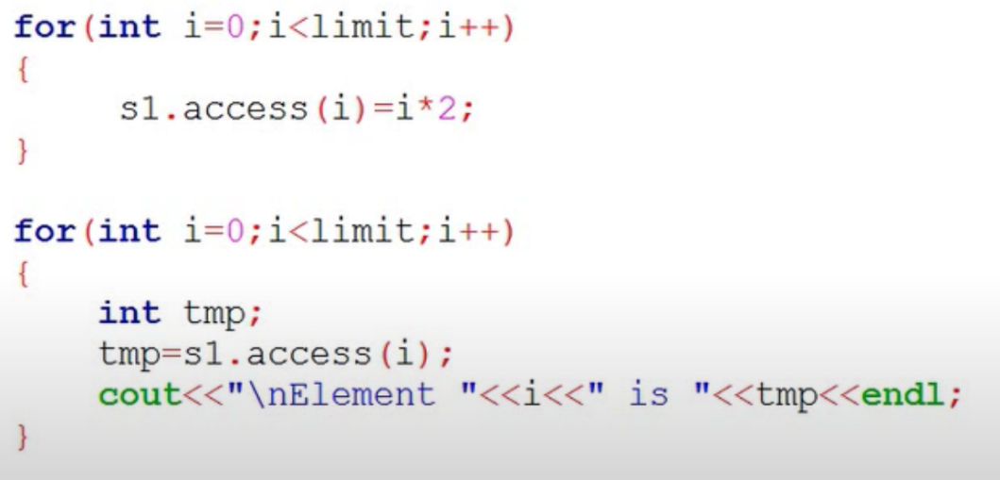 for(int i=0;i<limit;i++)
{
s1.access(i)=i*2;
}
for(int i=0;i<limit;i++)
{
int tmp;
tmp=s1.access(i);
cout<<"\nElement "<<i<<" is "<<tmp<<endl;
}